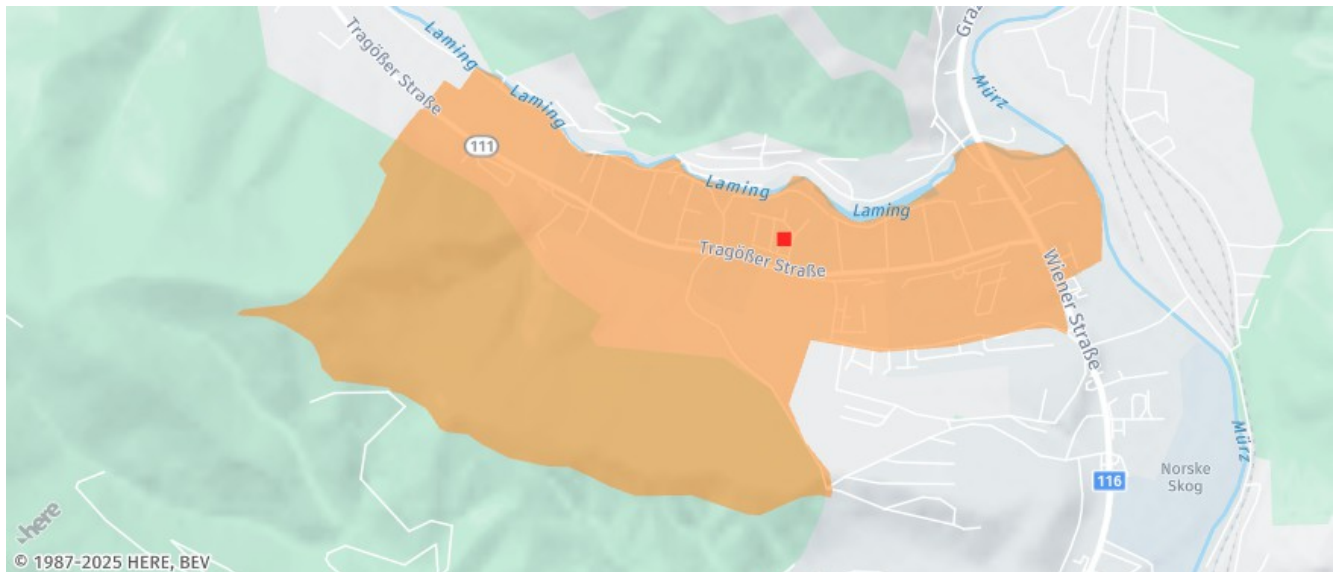 Laming
Tragößer Straße
Laming
111
Graz
Mürz
Laming
Laming
Tragößer Straße
Wiener Straße
Mürz
116
Norske
Skog
here
© 1987-2025 HERE, BEV